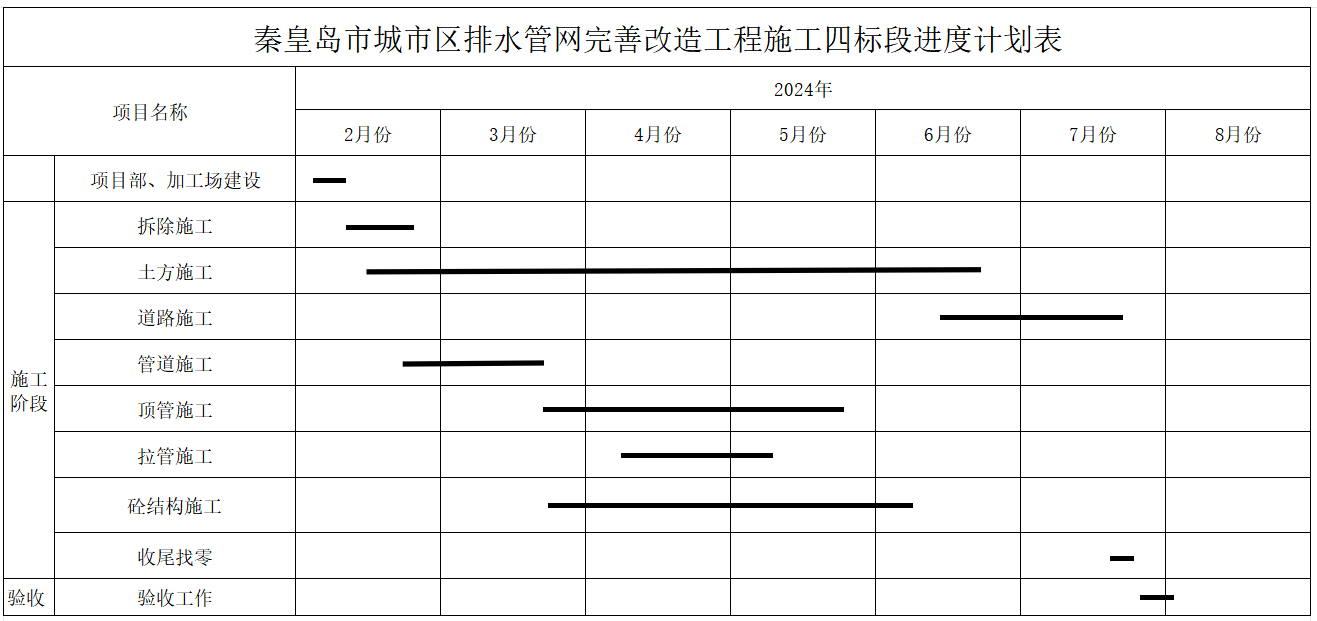 秦皇岛市城市区排水管网完善改造工程施工四标段进度计划表
项目名称
2024年
2月份
3月份
4月份
5月份
6月份
7月份
8月份
项目部、加工场建设
施工
阶段
拆除施工
土方施工
道路施工
管道施工
顶管施工
拉管施工
砼结构施工
收尾找零
验收
验收工作